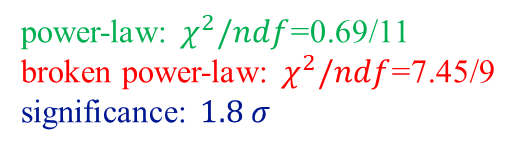 power-law: χ²/ndf=0.69/11
broken power-law: χ²/ndf=7.45/9
significance: 1.8 σ